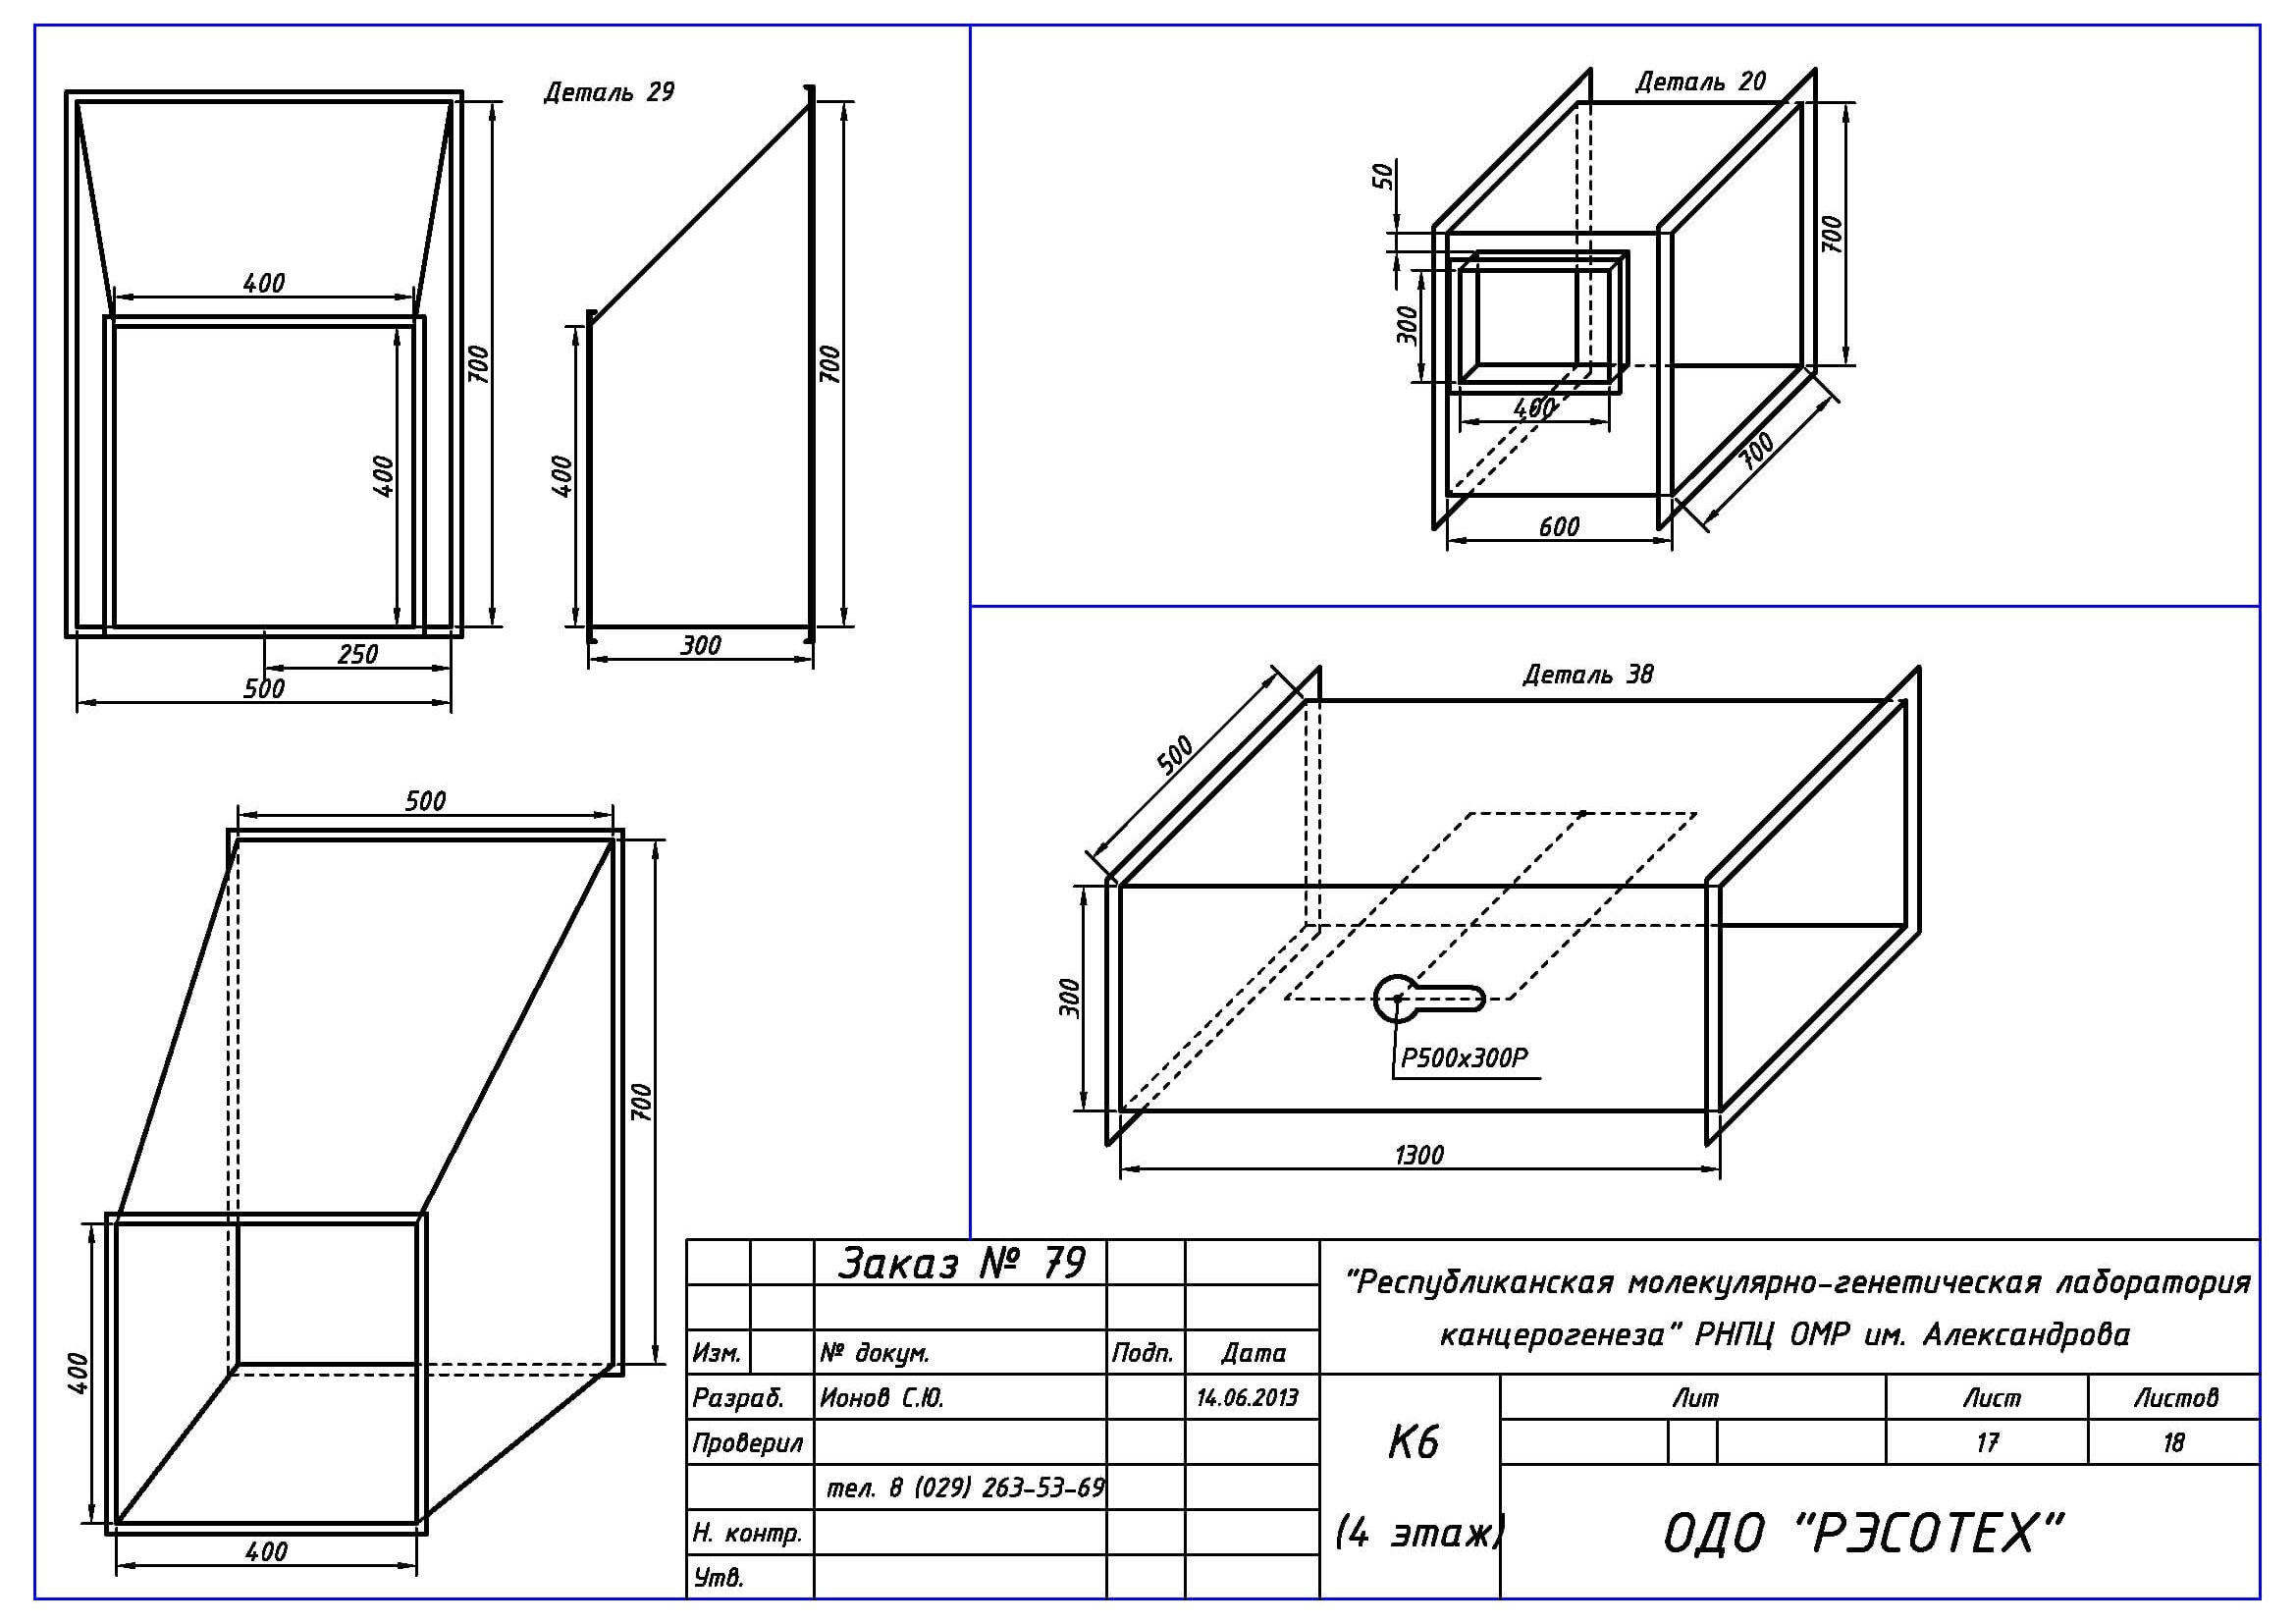 Деталь 29
400
400
700
250
500
400
700
300
500
700
400
400
Деталь 20
50
300
400
700
700
600
Деталь 38
500
300
Р500х300Р
1300
Заказ № 79
Изм. № докум. Подп. Дата
Разраб. Ионов С.Ю. 14.06.2013
Проверил
тел. 8 (029) 263-53-69
Н. контр.
Утв.
"Республиканская молекулярно-генетическая лаборатория
канцерогенеза" РНПЦ ОМР им. Александрова
К6
(4 этаж)
Лит Лист Листов
17 18
ОДО "РЭСОТЕХ"